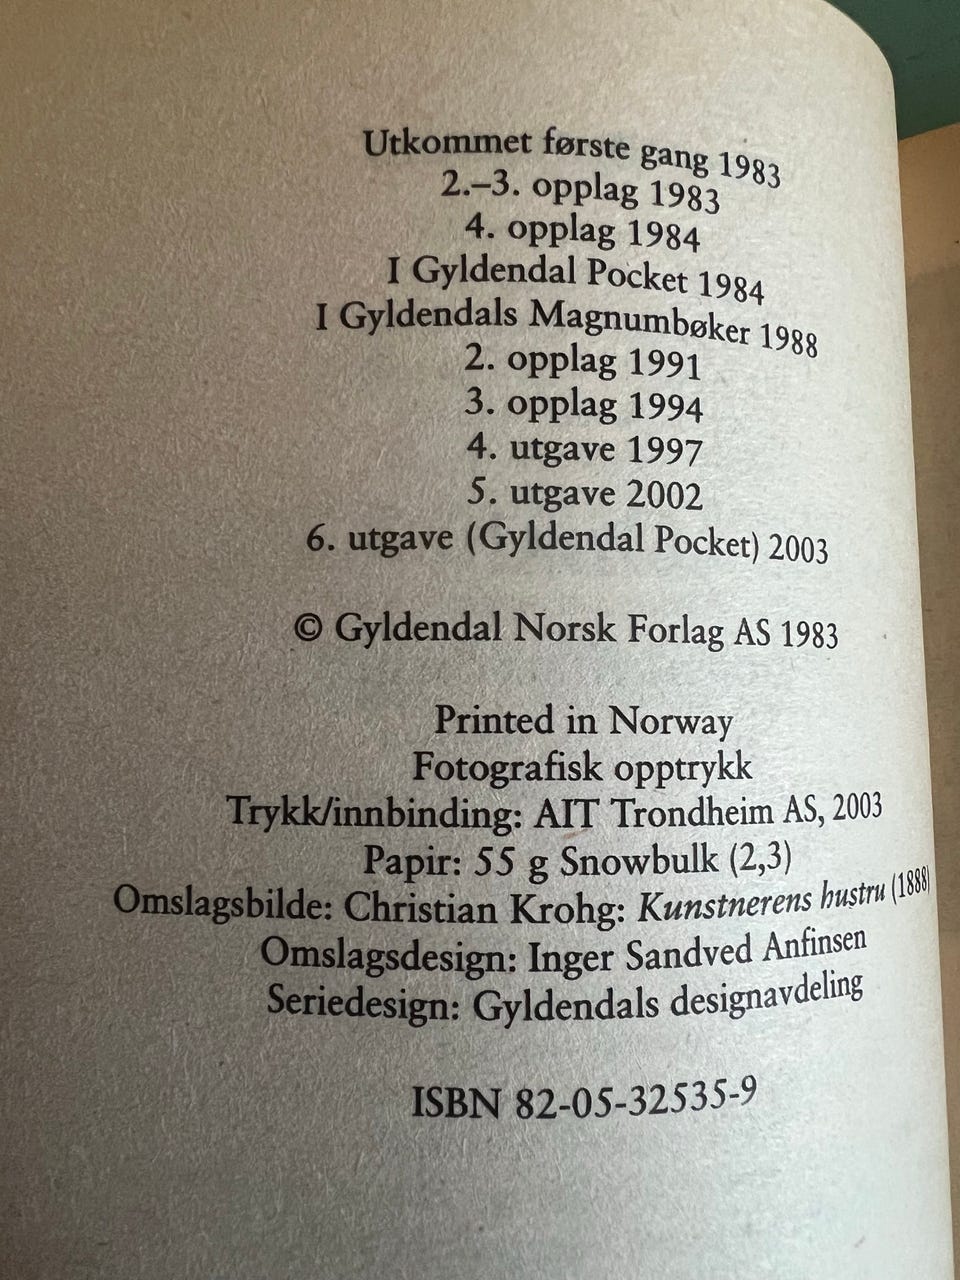 Utkommet første gang 1983
2.–3. opplag 1983
4. opplag 1984
I Gyldendal Pocket 1984
I Gyldendals Magnumbøker 1988
2. opplag 1991
3. opplag 1994
4. utgave 1997
5. utgave 2002
6. utgave (Gyldendal Pocket) 2003
© Gyldendal Norsk Forlag AS 1983
Printed in Norway
Fotografisk opptrykk
Trykk/innbinding: AIT Trondheim AS, 2003
Papir: 55 g Snowbulk (2,3)
Omslagsbilde: Christian Krohg: Kunstnerens hustru (1888)
Omslagsdesign: Inger Sandved Anfinsen
Seriedesign: Gyldendals designavdeling
ISBN 82-05-32535-9